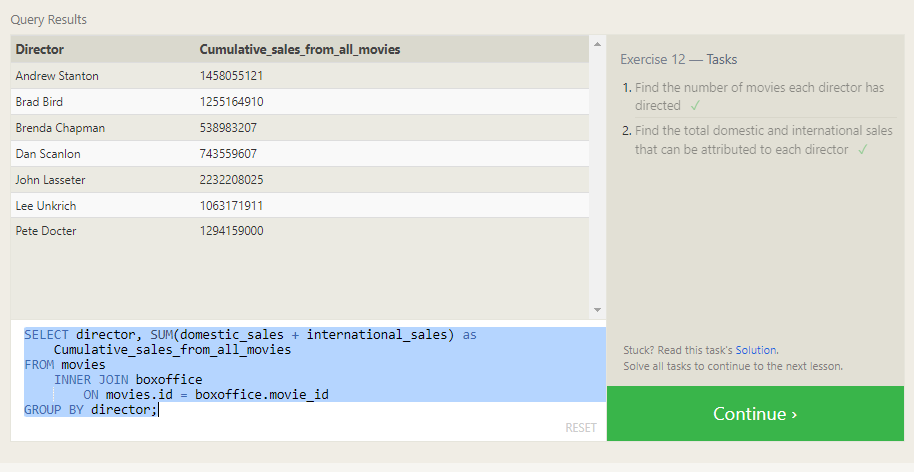 Query Results
Director Cumulative_sales_from_all_movies
Andrew Stanton 1458055121
Brad Bird 1255164910
Brenda Chapman 538983207
Dan Scanlon 743559607
John Lasseter 2232208025
Lee Unkrich 1063171911
Pete Docter 1294159000
SELECT director, SUM(domestic_sales + international_sales) as
Cumulative_sales_from_all_movies
FROM movies
INNER JOIN boxoffice
ON movies.id = boxoffice.movie_id
GROUP BY director;
RESET
Exercise 12 — Tasks
1. Find the number of movies each director has
directed ✓
2. Find the total domestic and international sales
that can be attributed to each director ✓
Stuck? Read this task's Solution.
Solve all tasks to continue to the next lesson.
Continue ›